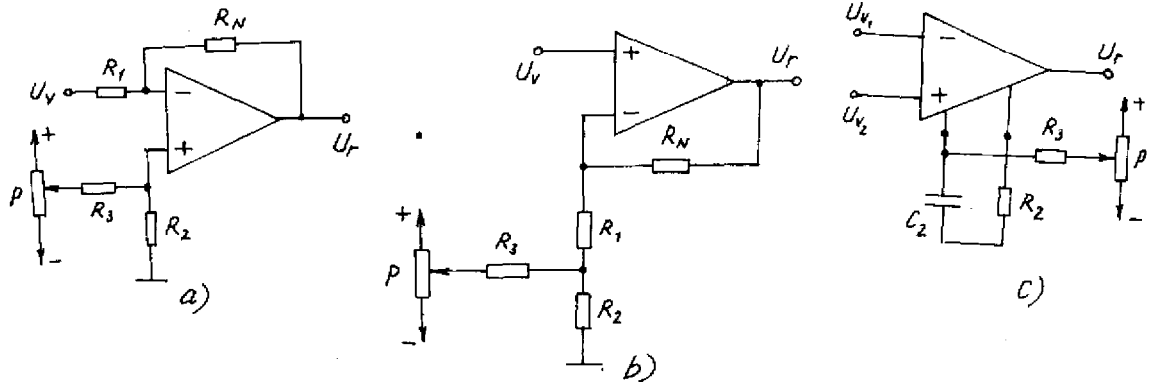 R_N
R_1
U_v
−
+
U_r
+
P
R_3
R_2
−
a)
U_v
+
−
U_r
R_N
R_1
+
P
R_3
R_2
−
b)
U_v1
−
U_r
U_v2
+
+
R_3
P
C_2
R_2
−
c)